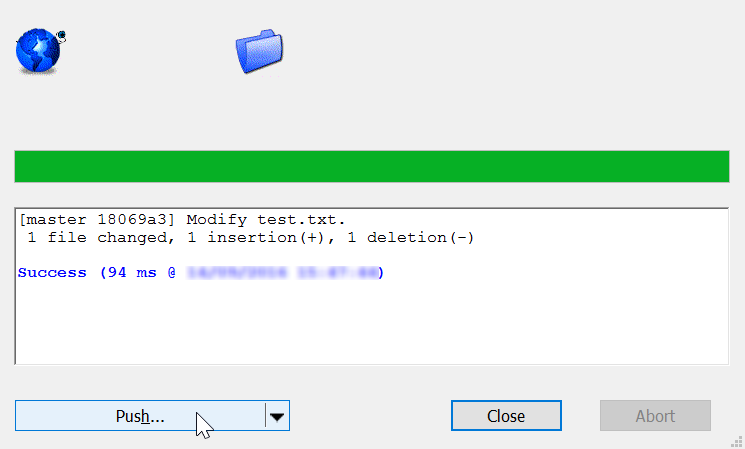 [master 18069a3] Modify test.txt.
1 file changed, 1 insertion(+), 1 deletion(-)
Success (94 ms @ )
Push...
Close
Abort